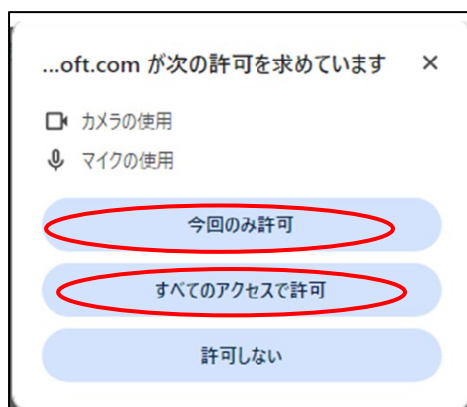 ...oft.com が次の許可を求めています ×
カメラの使用
マイクの使用
今回のみ許可
すべてのアクセスで許可
許可しない